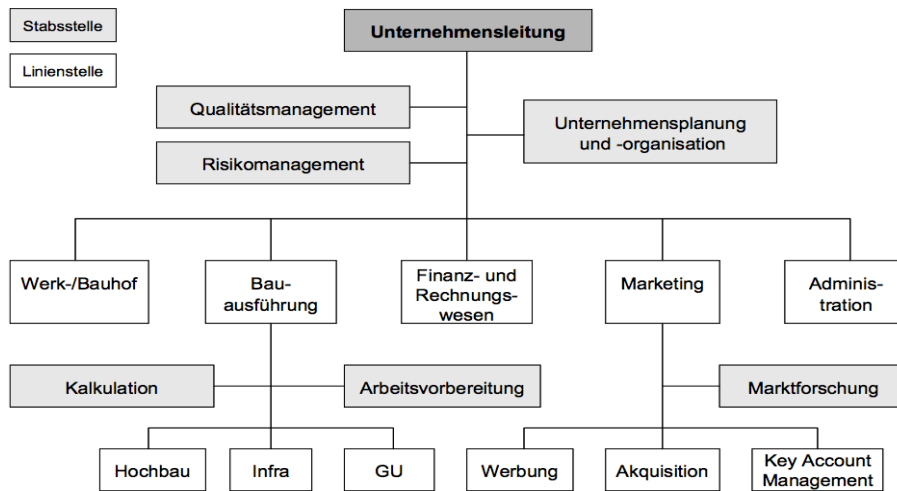 Stabsstelle
Unternehmensleitung
Linienstelle
Qualitätsmanagement
Unternehmensplanung
und -organisation
Risikomanagement
Werk-/Bauhof
Bau-
ausführung
Finanz- und
Rechnungs-
wesen
Marketing
Adminis-
tration
Kalkulation
Arbeitsvorbereitung
Marktforschung
Hochbau
Infra
GU
Werbung
Akquisition
Key Account
Management